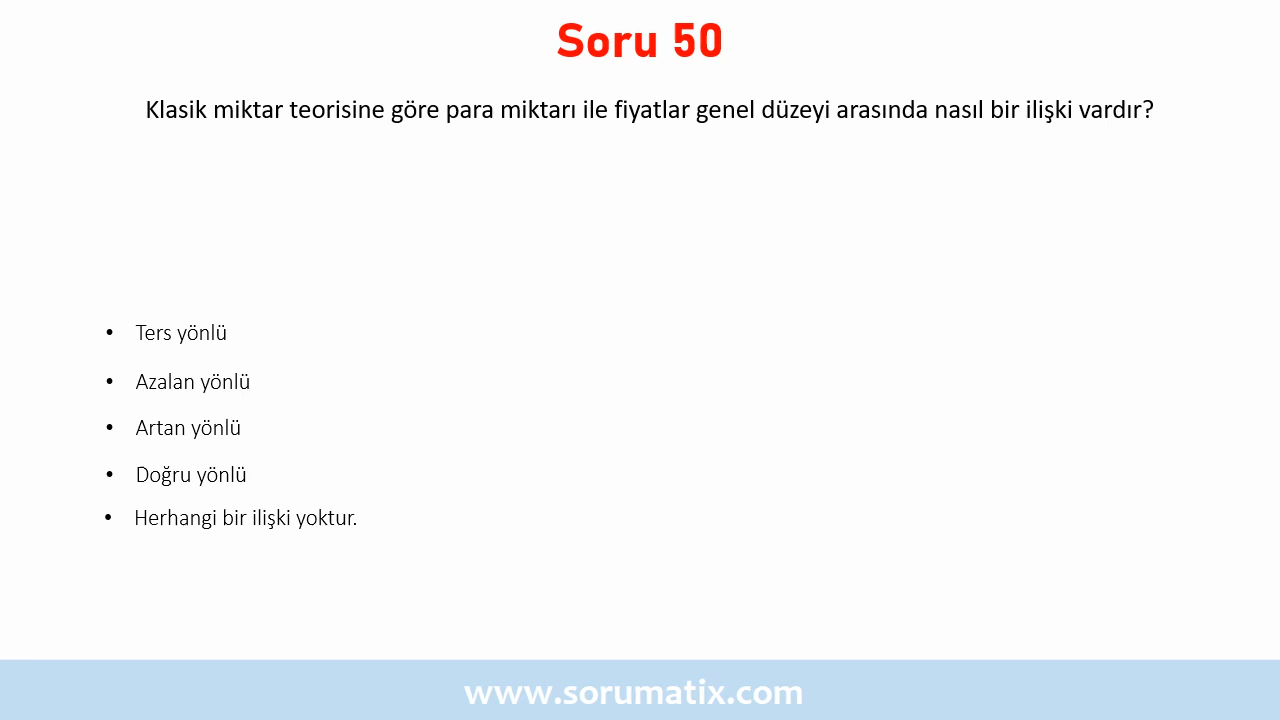 Soru 50
Klasik miktar teorisine göre para miktarı ile fiyatlar genel düzeyi arasında nasıl bir ilişki vardır?
• Ters yönlü
• Azalan yönlü
• Artan yönlü
• Doğru yönlü
• Herhangi bir ilişki yoktur.
www.sorumatix.com